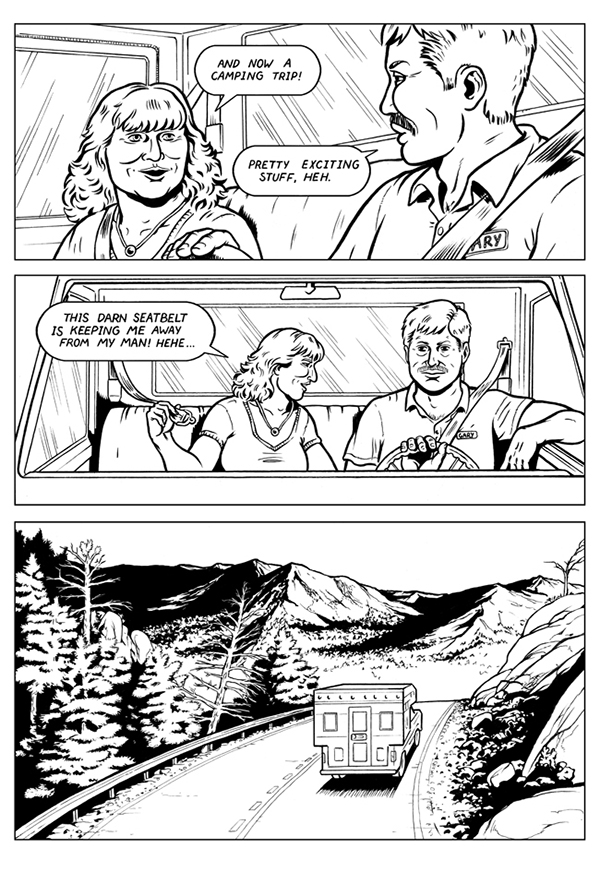 AND NOW A
CAMPING TRIP!
PRETTY EXCITING
STUFF, HEH.
ARY
THIS DARN SEATBELT
IS KEEPING ME AWAY
FROM MY MAN! HEHE...
GARY